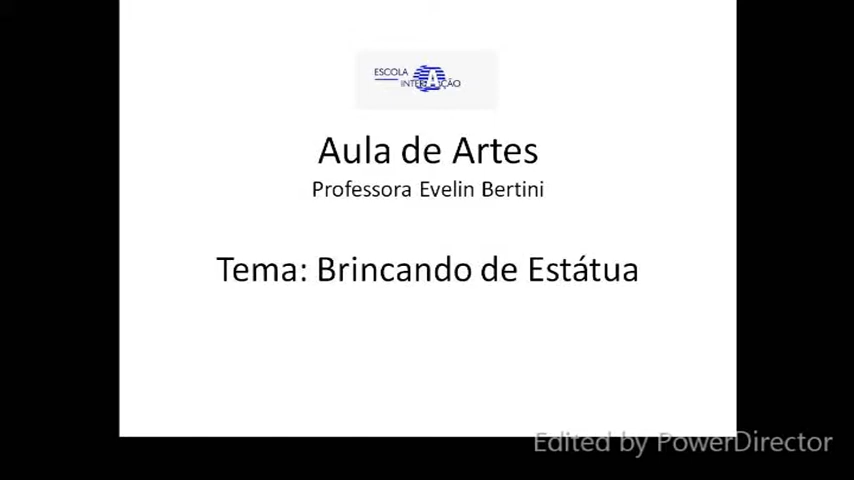 ESCOLA
INTERAÇÃO
Aula de Artes
Professora Evelin Bertini
Tema: Brincando de Estátua
Edited by PowerDirector